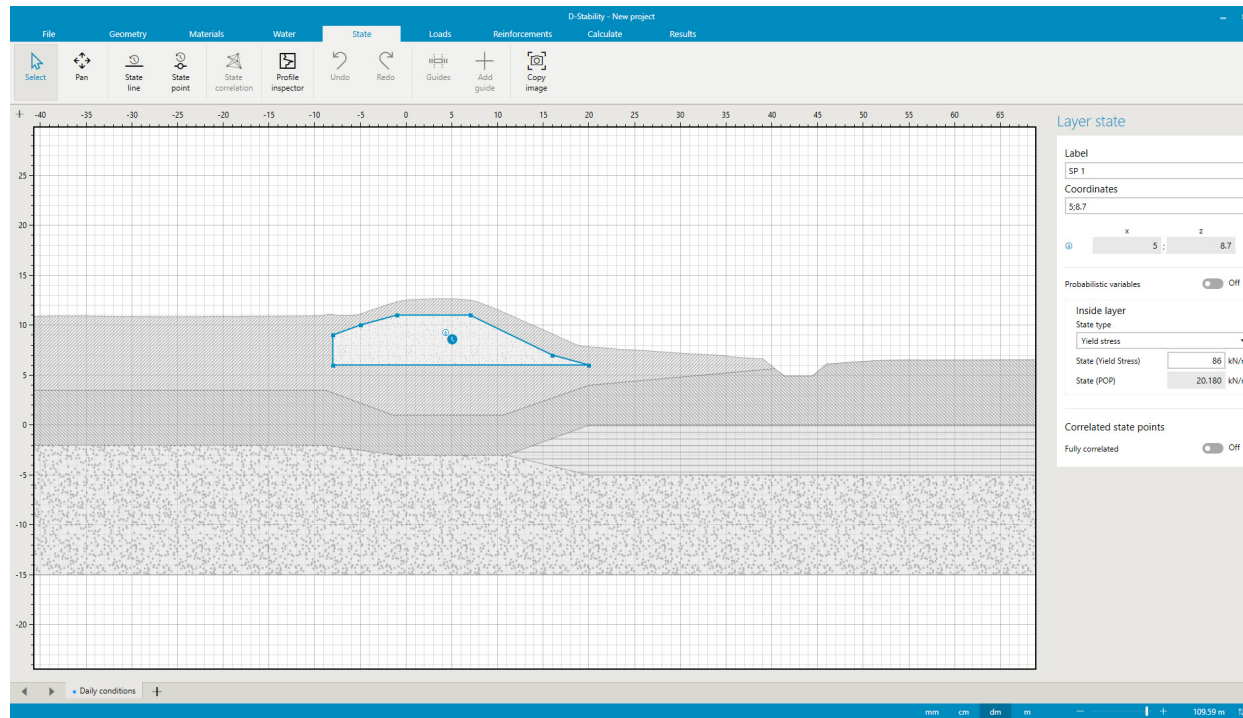 D-Stability - New project
File Geometry Materials Water State Loads Reinforcements Calculate Results
Select Pan State line State point State correlation Profile inspector Undo Redo Guides Add guide Copy image
-40 -35 -30 -25 -20 -15 -10 -5 0 5 10 15 20 25 30 35 40 45 50 55 60 65
25
20
15
10
5
0
-5
-10
-15
-20
Layer state
Label
SP 1
Coordinates
5;8.7
x z
5 ; 8.7
Probabilistic variables Off
Inside layer
State type
Yield stress
State (Yield Stress) 86 kN/
State (POP) 20.180 kN/
Correlated state points
Fully correlated Off
Daily conditions
mm cm dm m 109.59 m